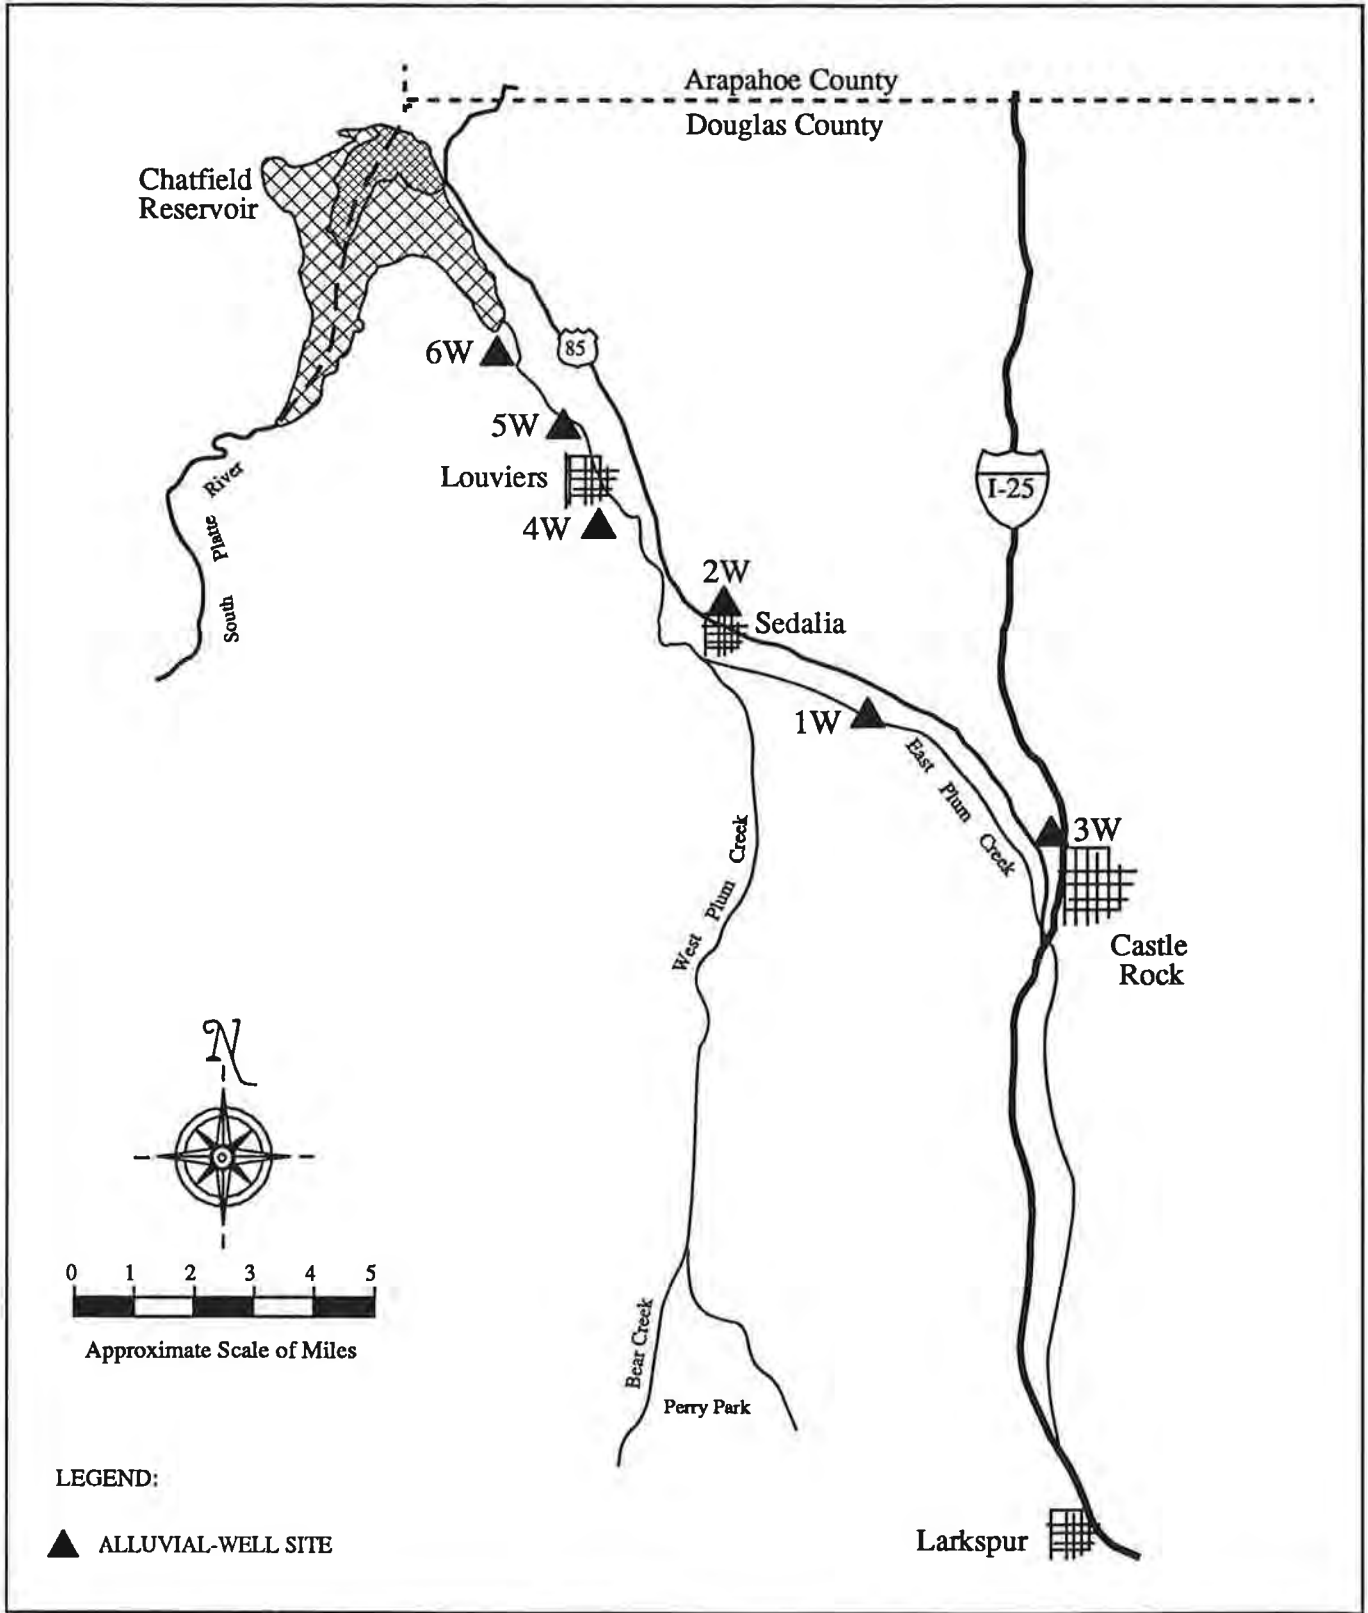 Arapahoe County
Douglas County
Chatfield
Reservoir
6W
85
5W
Louviers
4W
South Platte River
I-25
2W
Sedalia
1W
East Plum Creek
3W
West Plum Creek
Castle
Rock
N
0 1 2 3 4 5
Approximate Scale of Miles
Bear Creek
Perry Park
LEGEND:
ALLUVIAL-WELL SITE
Larkspur